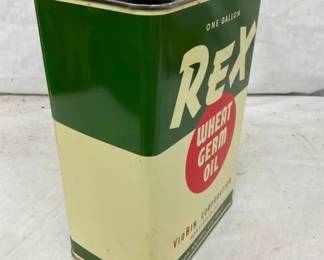 ONE GALLON
REX
WHEAT
GERM
OIL
VIOBIN CORPORATION